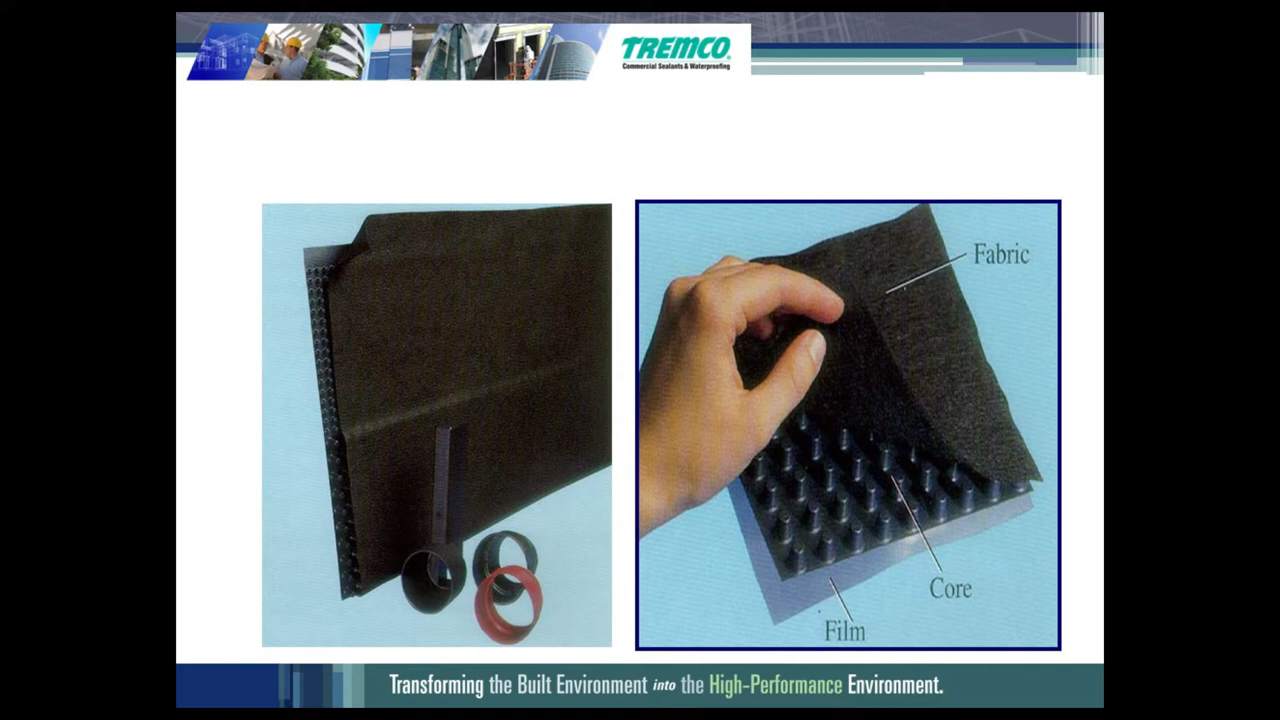 TREMCO®
Commercial Sealants & Waterproofing
Fabric
Core
Film
Transforming the Built Environment into the High-Performance Environment.